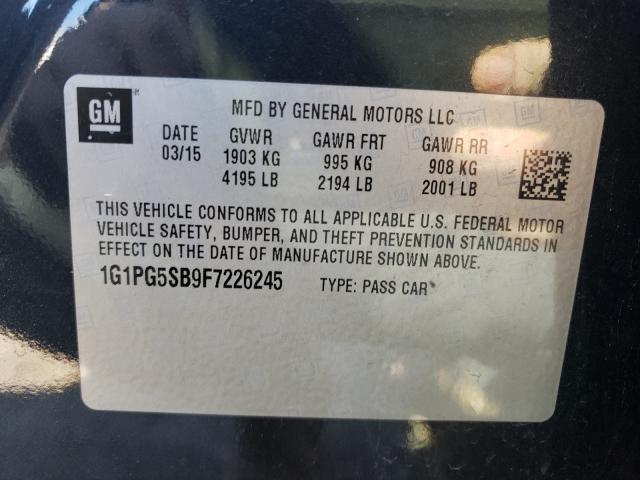 GM
MFD BY GENERAL MOTORS LLC
DATE GVWR GAWR FRT GAWR RR
03/15 1903 KG 995 KG 908 KG
4195 LB 2194 LB 2001 LB
THIS VEHICLE CONFORMS TO ALL APPLICABLE U.S. FEDERAL MOTOR
VEHICLE SAFETY, BUMPER, AND THEFT PREVENTION STANDARDS IN
EFFECT ON THE DATE OF MANUFACTURE SHOWN ABOVE.
1G1PG5SB9F7226245 TYPE: PASS CAR